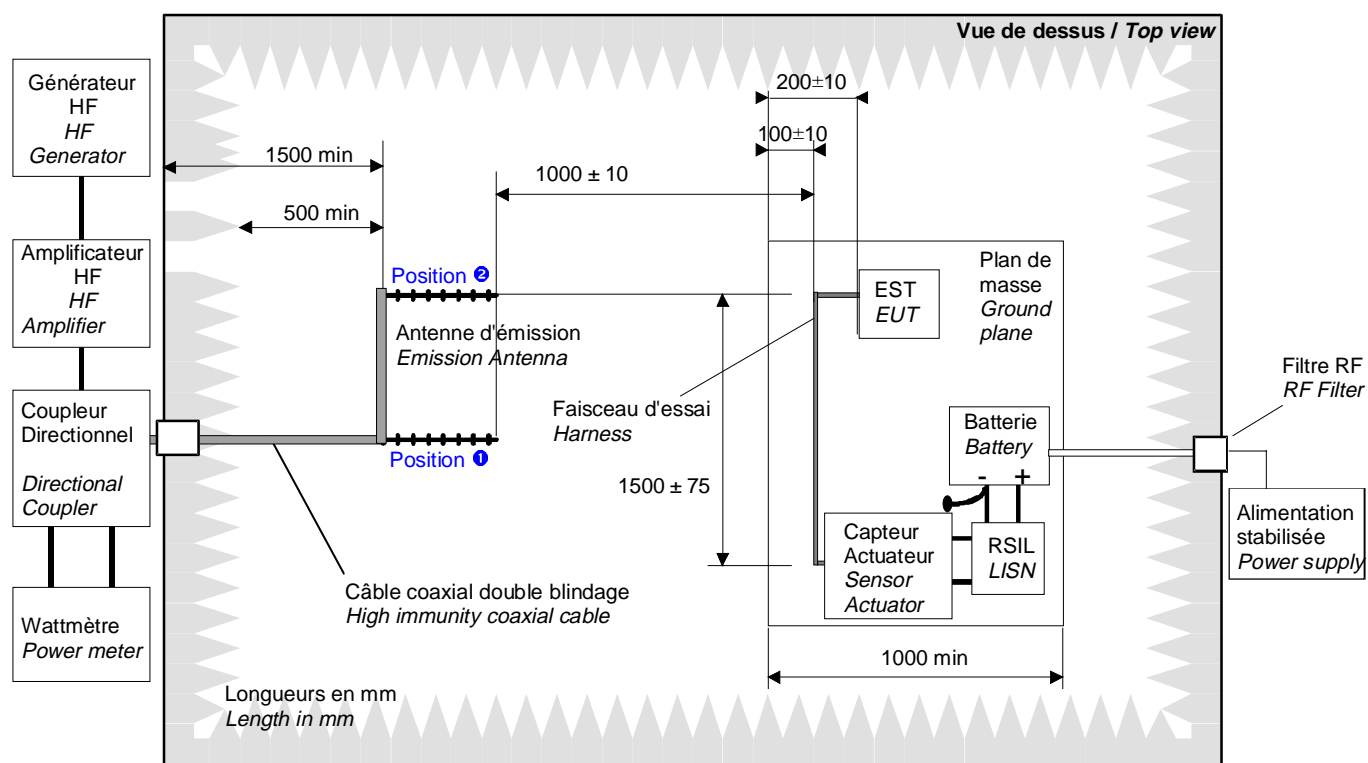 Vue de dessus / Top view
Générateur
HF
HF
Generator
Amplificateur
HF
HF
Amplifier
Coupleur
Directionnel
Directional
Coupler
Wattmètre
Power meter
1500 min
500 min
1000 ± 10
200±10
100±10
Position ❷
Antenne d'émission
Emission Antenna
Position ❶
Faisceau d'essai
Harness
1500 ± 75
Câble coaxial double blindage
High immunity coaxial cable
Longueurs en mm
Length in mm
EST
EUT
Plan de
masse
Ground
plane
Batterie
Battery
- +
Capteur
Actuateur
Sensor
Actuator
RSIL
LISN
1000 min
Filtre RF
RF Filter
Alimentation
stabilisée
Power supply